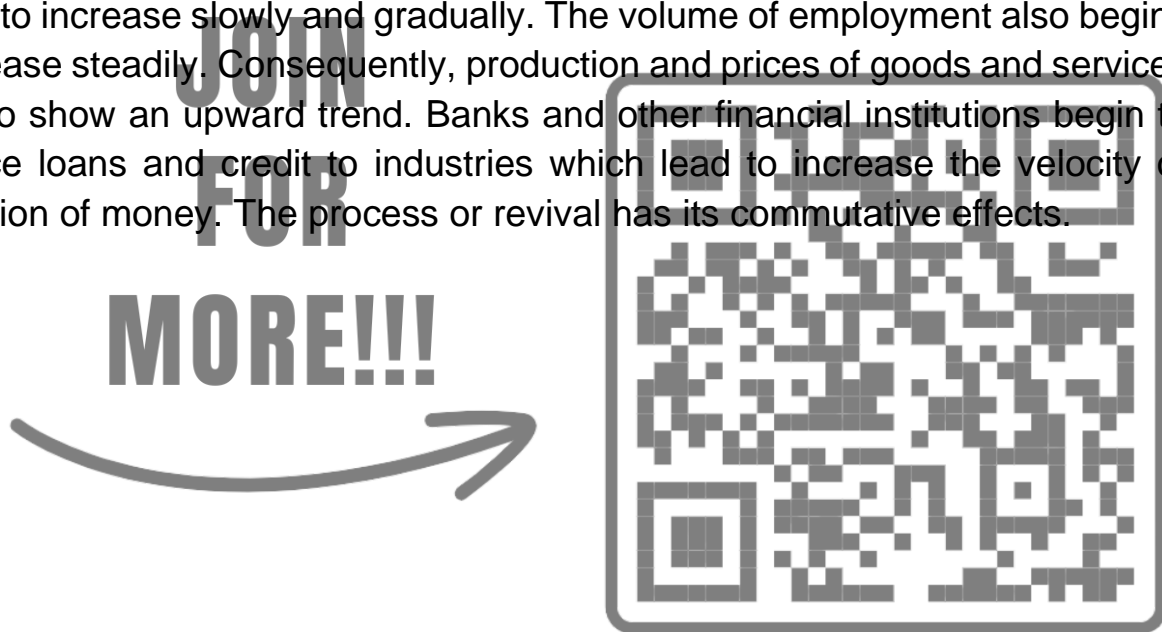 to increase slowly and gradually. The volume of employment also begin
ease steadily. Consequently, production and prices of goods and service
o show an upward trend. Banks and other financial institutions begin t
e loans and credit to industries which lead to increase the velocity
ion of money. The process or revival has its commutative effects.
JOIN
FOR
MORE!!!